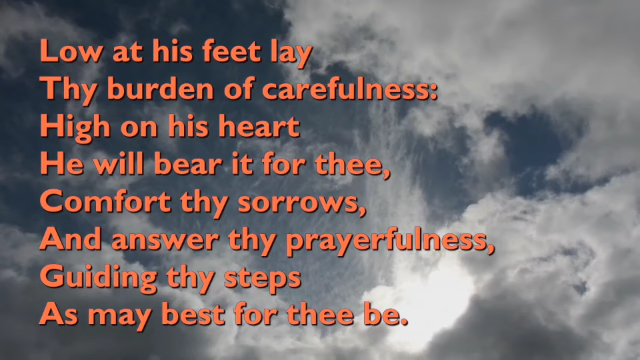 Low at his feet lay
Thy burden of carefulness:
High on his heart
He will bear it for thee,
Comfort thy sorrows,
And answer thy prayerfulness,
Guiding thy steps
As may best for thee be.